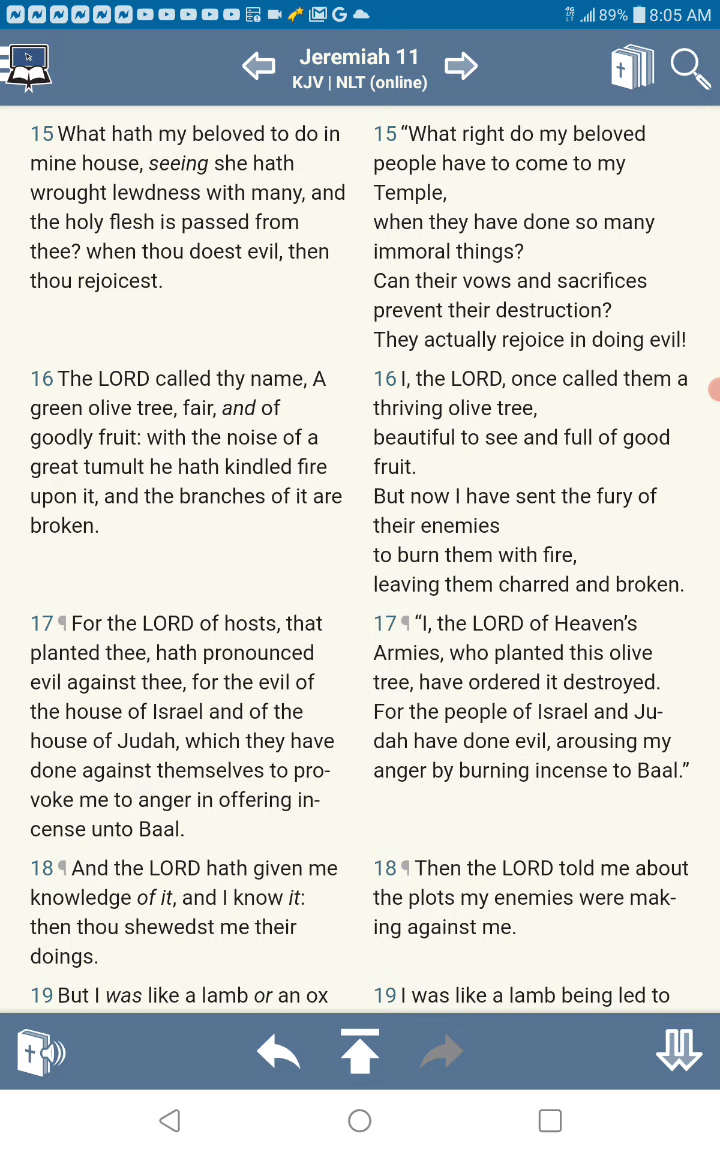 89% 8:05 AM
Jeremiah 11
KJV | NLT (online)
15 What hath my beloved to do in
mine house, seeing she hath
wrought lewdness with many, and
the holy flesh is passed from
thee? when thou doest evil, then
thou rejoicest.
15 “What right do my beloved
people have to come to my
Temple,
when they have done so many
immoral things?
Can their vows and sacrifices
prevent their destruction?
They actually rejoice in doing evil!
16 The LORD called thy name, A
green olive tree, fair, and of
goodly fruit: with the noise of a
great tumult he hath kindled fire
upon it, and the branches of it are
broken.
16 I, the LORD, once called them a
thriving olive tree,
beautiful to see and full of good
fruit.
But now I have sent the fury of
their enemies
to burn them with fire,
leaving them charred and broken.
17 ¶ For the LORD of hosts, that
planted thee, hath pronounced
evil against thee, for the evil of
the house of Israel and of the
house of Judah, which they have
done against themselves to pro-
voke me to anger in offering in-
cense unto Baal.
17 ¶ “I, the LORD of Heaven’s
Armies, who planted this olive
tree, have ordered it destroyed.
For the people of Israel and Ju-
dah have done evil, arousing my
anger by burning incense to Baal.”
18 ¶ And the LORD hath given me
knowledge of it, and I know it:
then thou shewedst me their
doings.
18 ¶ Then the LORD told me about
the plots my enemies were mak-
ing against me.
19 But I was like a lamb or an ox
19 I was like a lamb being led to